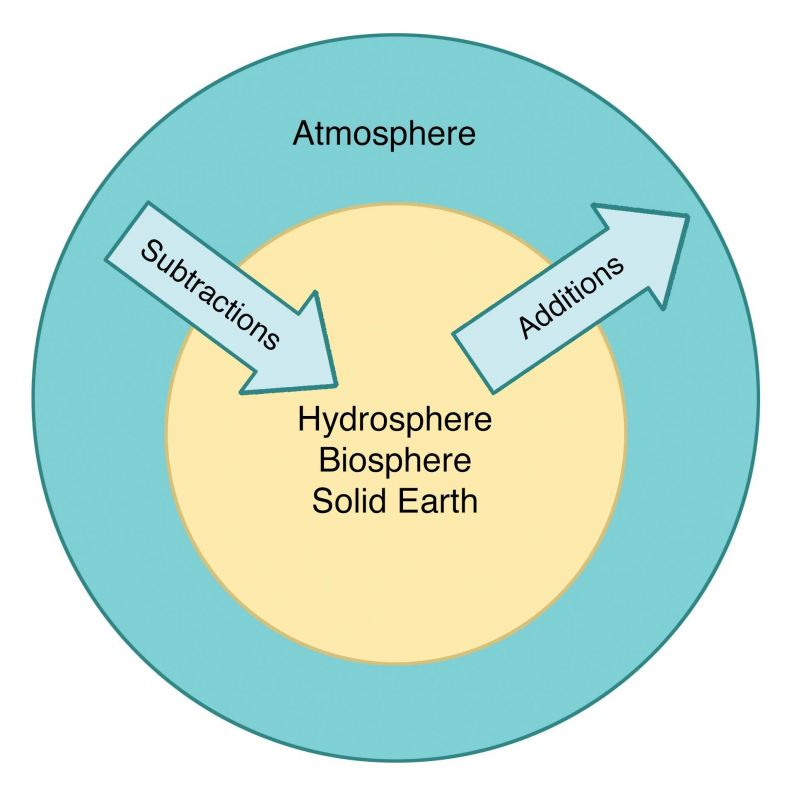 Atmosphere
Subtractions
Additions
Hydrosphere
Biosphere
Solid Earth